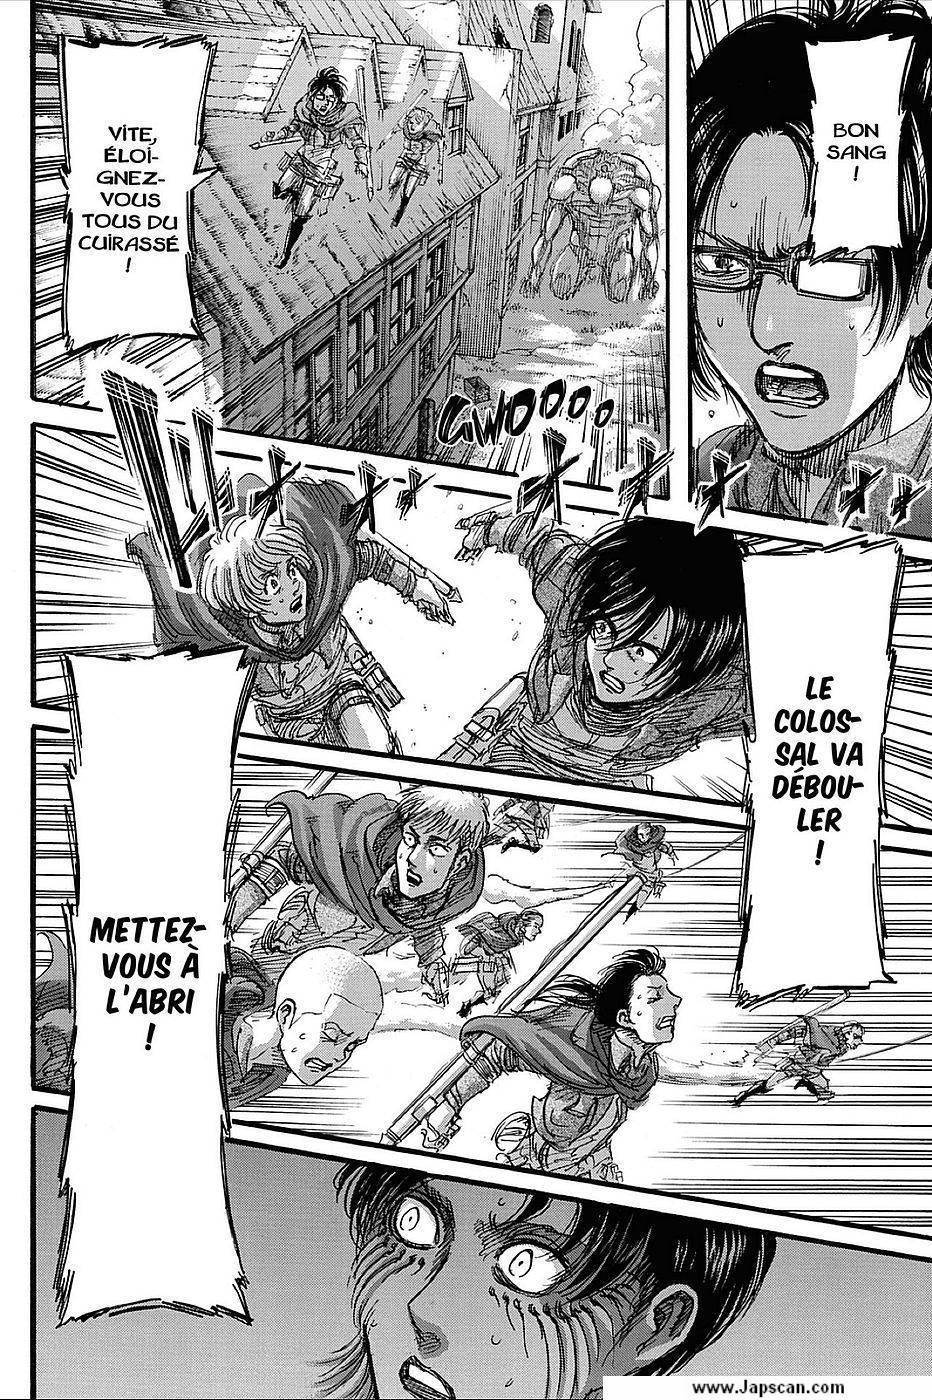 BON
SANG
!
VITE,
ÉLOI-
GNEZ-
VOUS
TOUS DU
CUIRASSÉ
!
GWOOOOO
LE
COLOS-
SAL VA
DÉBOU-
LER
!
METTEZ-
VOUS À
L'ABRI
!
www.Japscan.com